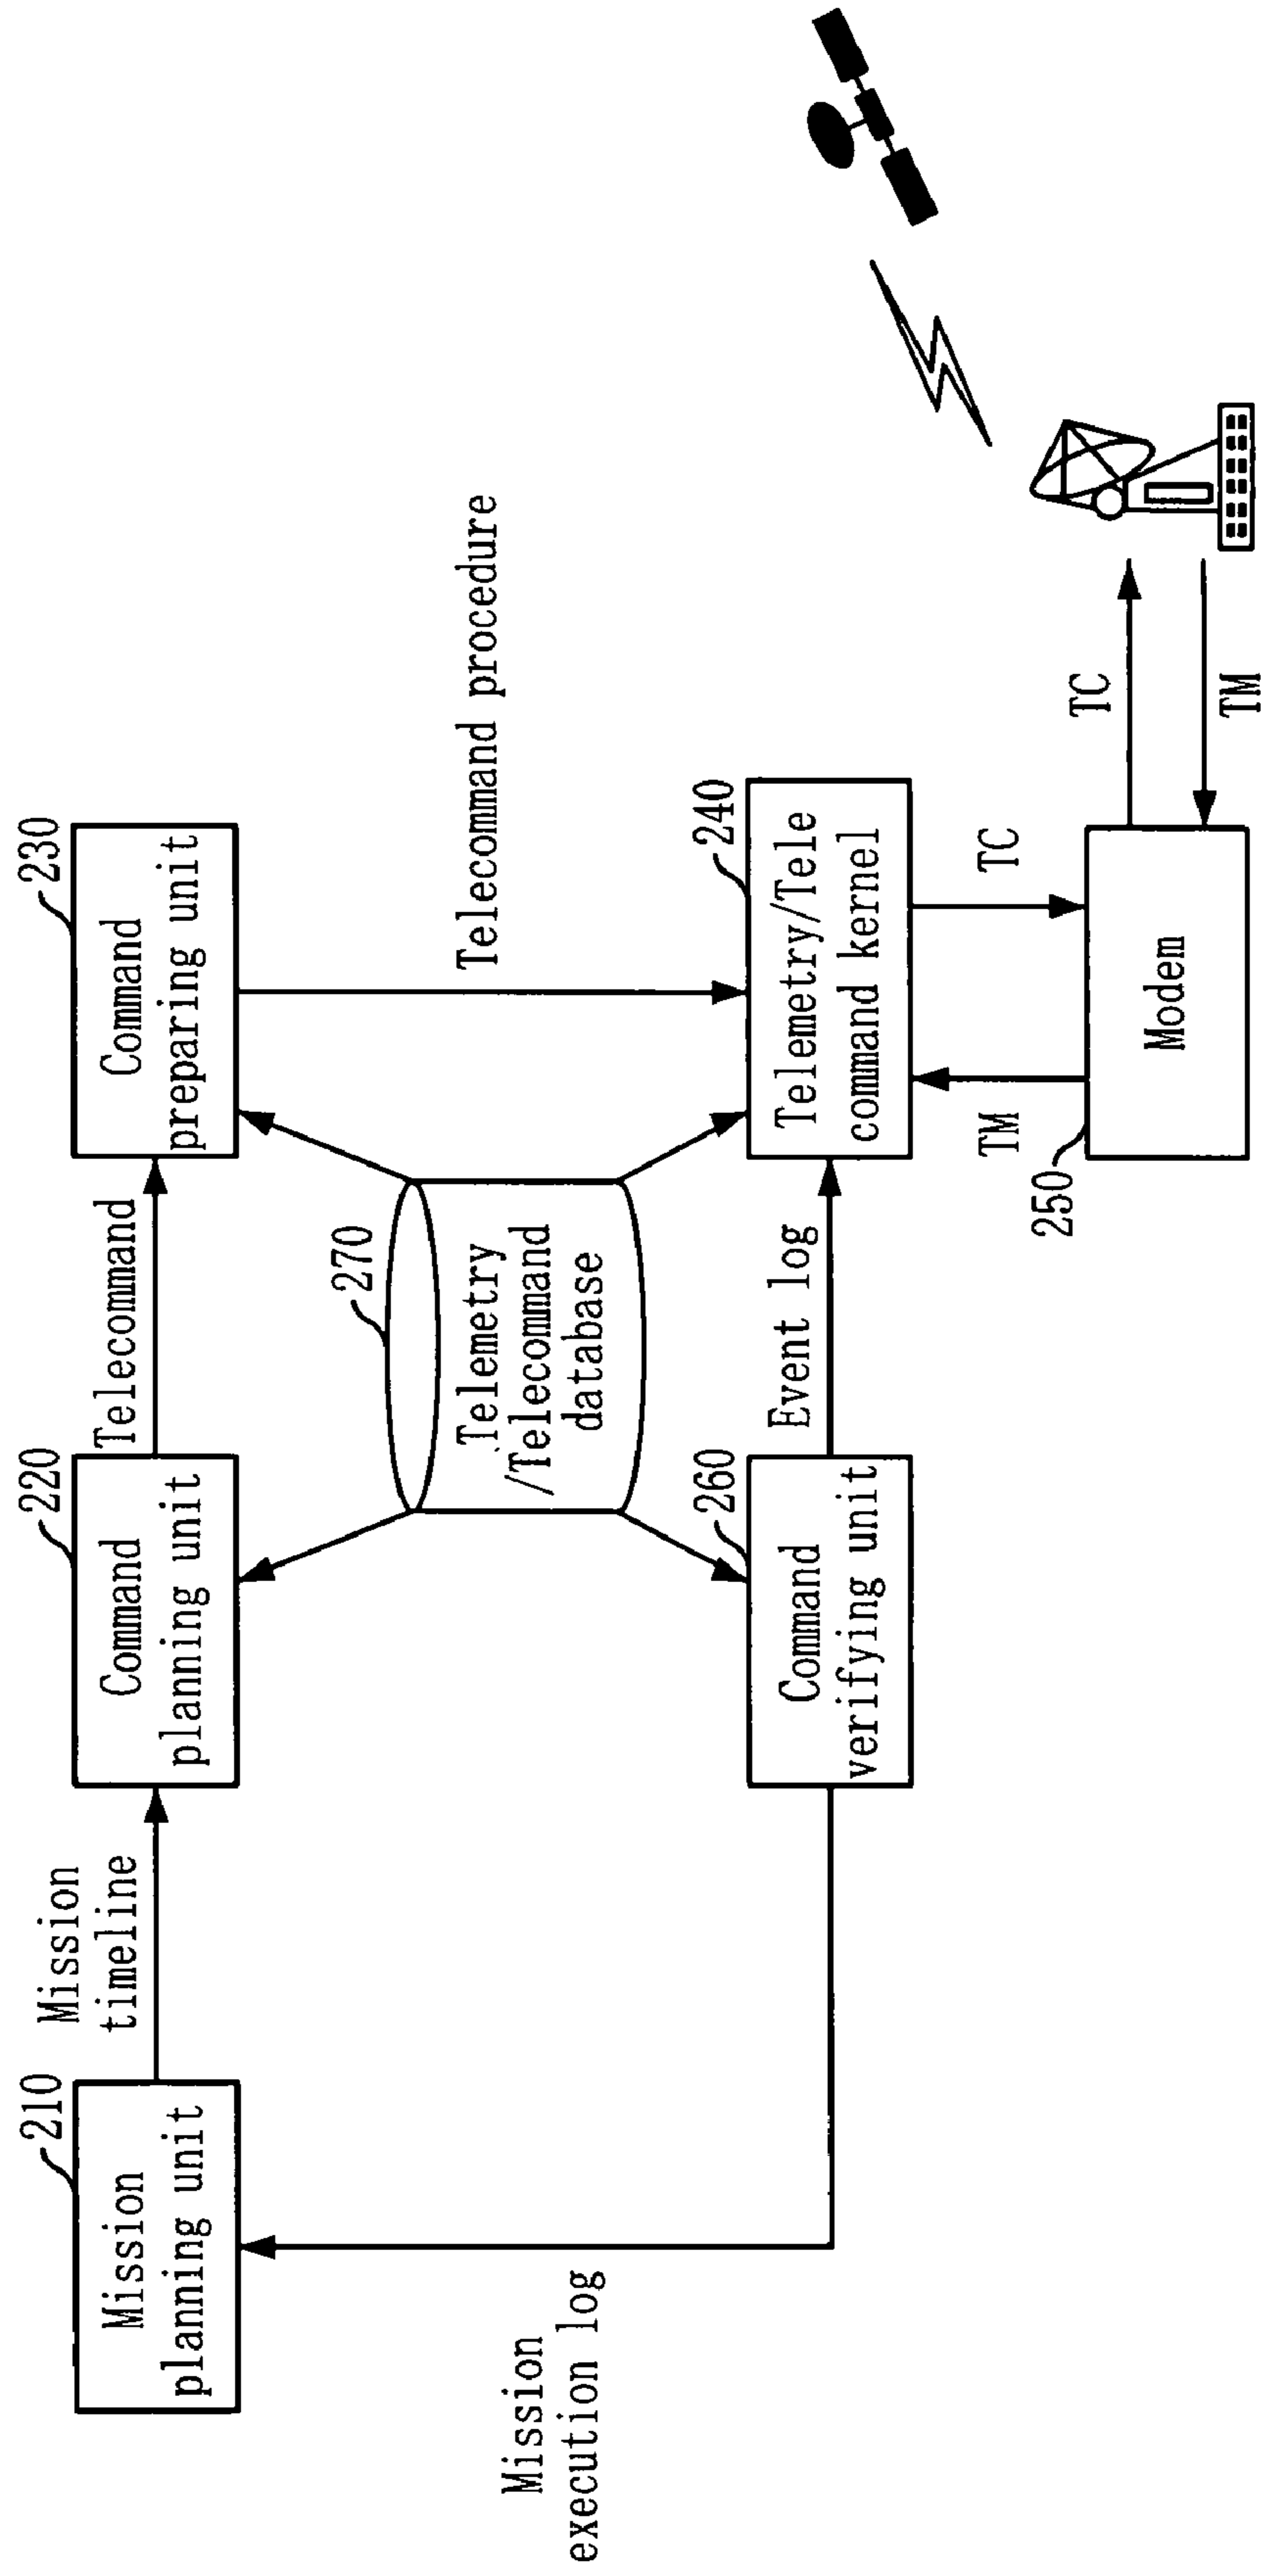 210
Mission
planning unit
Mission
timeline
220
Command
planning unit
Telecommand
230
Command
preparing unit
270
Telemetry
/Telecommand
database
Telecommand procedure
Mission
execution log
260
Command
verifying unit
Event log
240
Telemetry/Tele
command kernel
TM
TC
250
Modem
TC
TM